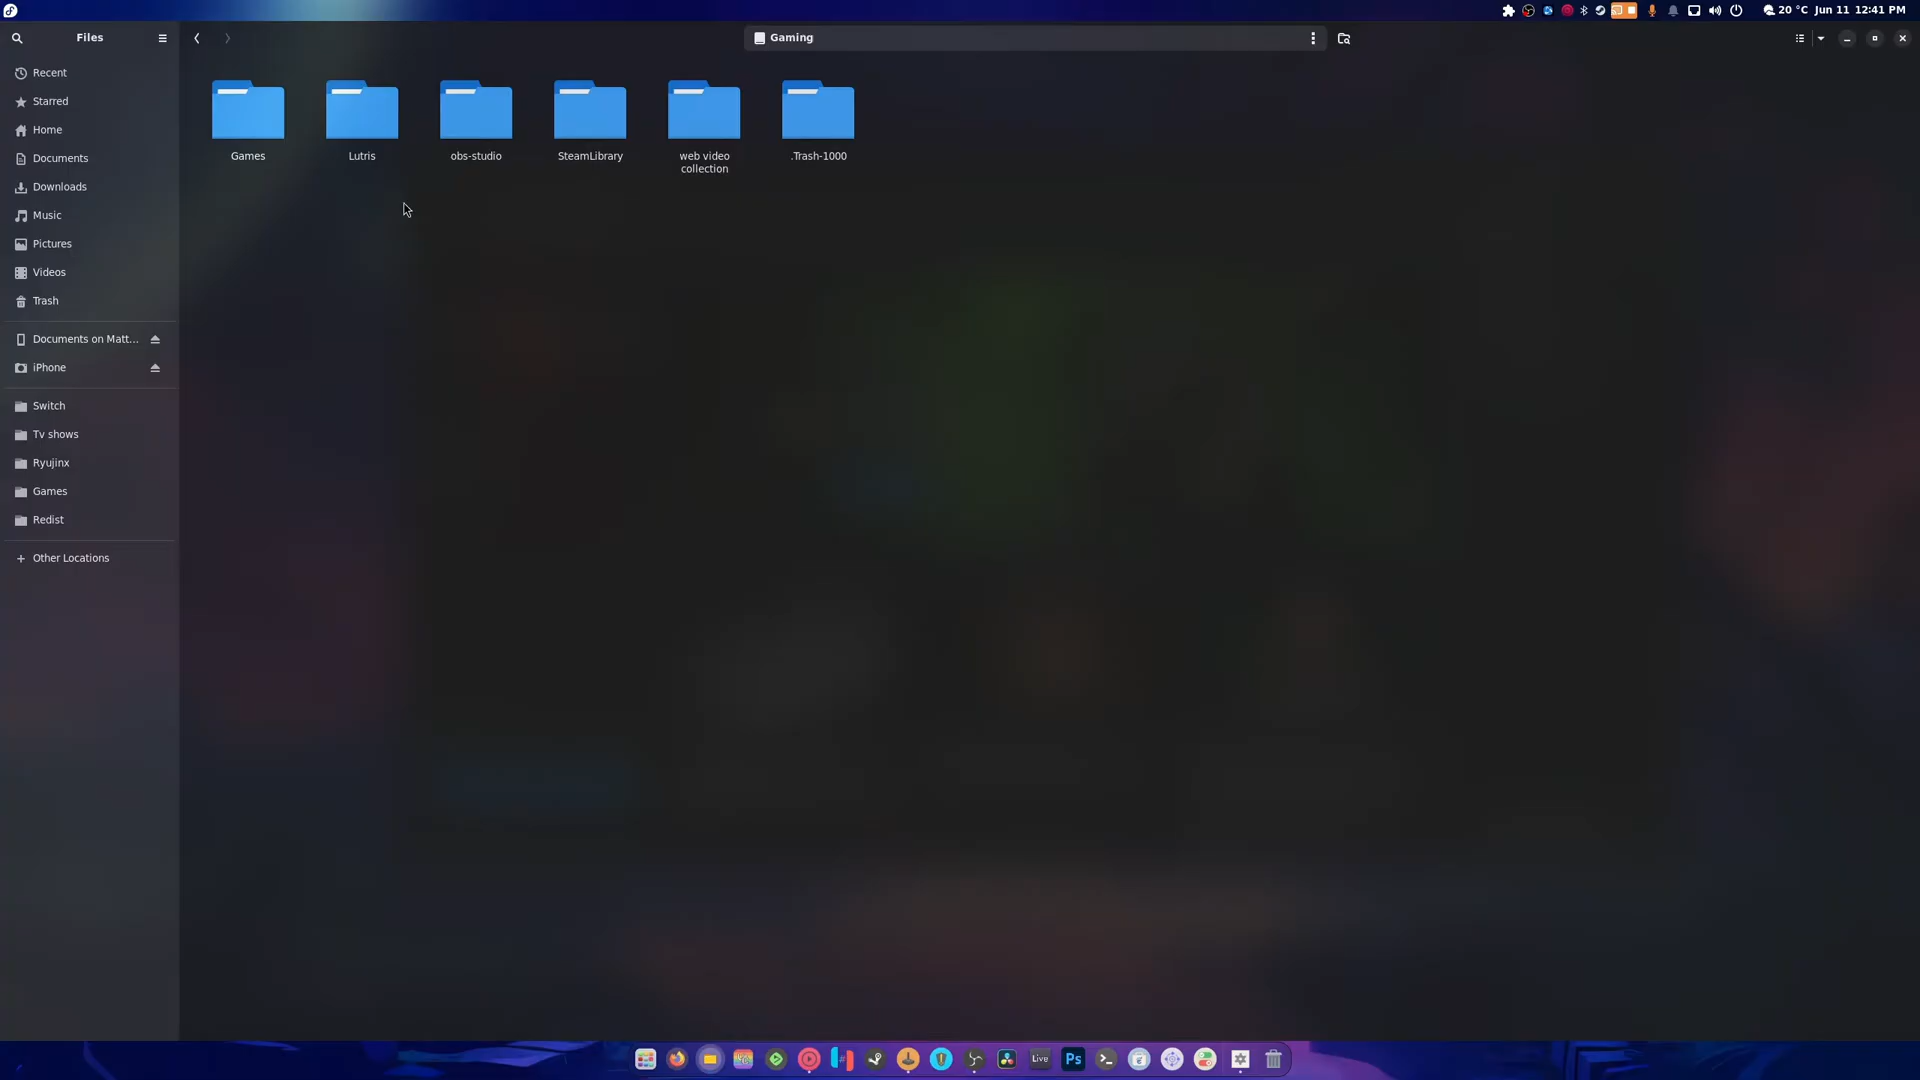 20 °C Jun 11 12:41 PM
Files
Gaming
Recent
Starred
Home
Documents
Downloads
Music
Pictures
Videos
Trash
Documents on Matt...
iPhone
Switch
Tv shows
Ryujinx
Games
Redist
Other Locations
Games
Lutris
obs-studio
SteamLibrary
web video
collection
.Trash-1000
Live
Ps